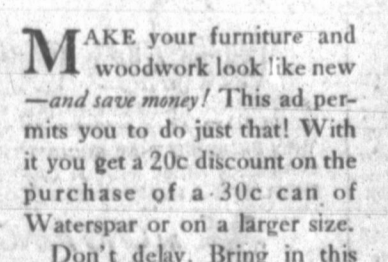 MAKE your furniture and
woodwork look like new
—and save money! This ad per-
mits you to do just that! With
it you get a 20c discount on the
purchase of a 30c can of
Waterspar or on a larger size.
Don't delay. Bring in this